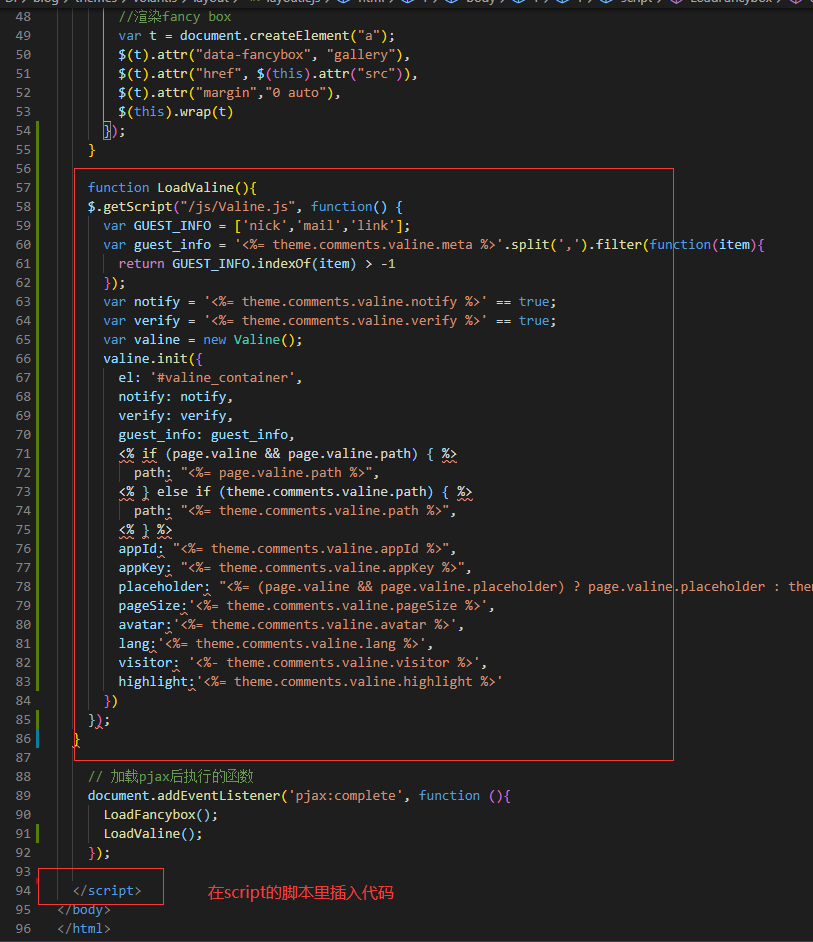 48 //渲染fancy box
49 var t = document.createElement("a");
50 $(t).attr("data-fancybox", "gallery"),
51 $(t).attr("href", $(this).attr("src")),
52 $(t).attr("margin","0 auto"),
53 $(this).wrap(t)
54 });
55 }
56
57 function LoadValine(){
58 $.getScript("/js/Valine.js", function() {
59 var GUEST_INFO = ['nick','mail','link'];
60 var guest_info = '<%= theme.comments.valine.meta %>'.split(',').filter(function(item){
61 return GUEST_INFO.indexOf(item) > -1
62 });
63 var notify = '<%= theme.comments.valine.notify %>' == true;
64 var verify = '<%= theme.comments.valine.verify %>' == true;
65 var valine = new Valine();
66 valine.init({
67 el: '#valine_container',
68 notify: notify,
69 verify: verify,
70 guest_info: guest_info,
71 <% if (page.valine && page.valine.path) { %>
72 path: "<%= page.valine.path %>",
73 <% } else if (theme.comments.valine.path) { %>
74 path: "<%= theme.comments.valine.path %>",
75 <% } %>
76 appId: "<%= theme.comments.valine.appId %>",
77 appKey: "<%= theme.comments.valine.appKey %>",
78 placeholder: "<%= (page.valine && page.valine.placeholder) ? page.valine.placeholder : the
79 pageSize:'<%= theme.comments.valine.pageSize %>',
80 avatar:'<%= theme.comments.valine.avatar %>',
81 lang:'<%= theme.comments.valine.lang %>',
82 visitor: '<%- theme.comments.valine.visitor %>',
83 highlight:'<%= theme.comments.valine.highlight %>'
84 })
85 });
86 }
87
88 // 加载pjax后执行的函数
89 document.addEventListener('pjax:complete', function (){
90 LoadFancybox();
91 LoadValine();
92 });
93
94 </script> 在script的脚本里插入代码
95 </body>
96 </html>